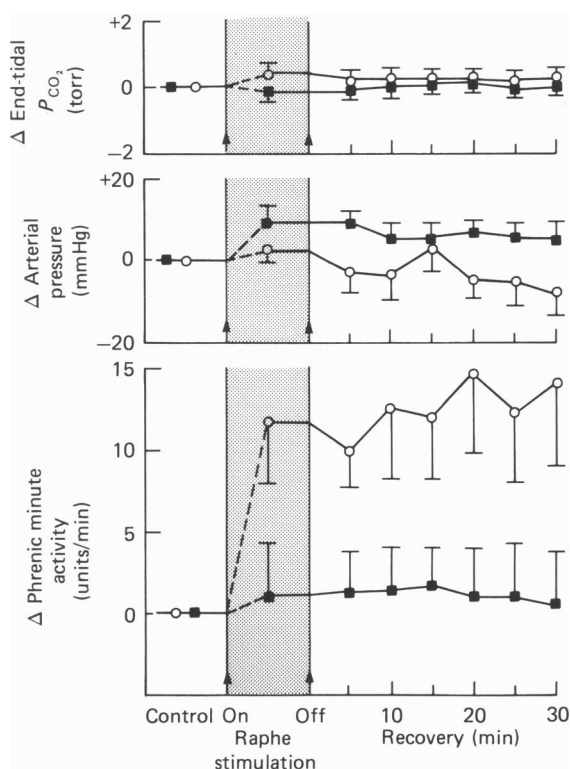 +2
Δ End-tidal
P_CO₂
(torr)
0
−2
+20
Δ Arterial
pressure
(mmHg)
0
−20
15
10
Δ Phrenic minute
activity
(units/min)
5
0
Control On Off 10 20 30
Raphe
stimulation
Recovery (min)